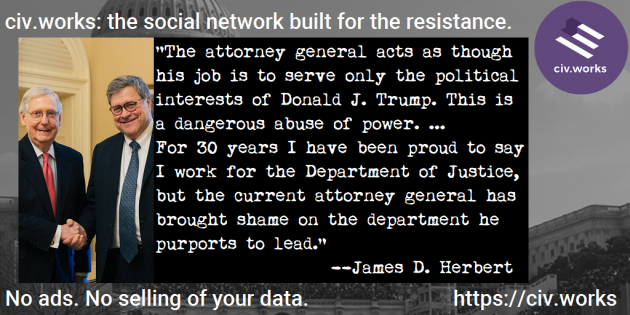 civ.works: the social network built for the resistance.
civ.works
"The attorney general acts as though
his job is to serve only the political
interests of Donald J. Trump. This is
a dangerous abuse of power. ...
For 30 years I have been proud to say
I work for the Department of Justice,
but the current attorney general has
brought shame on the department he
purports to lead."
--James D. Herbert
No ads. No selling of your data.
https://civ.works